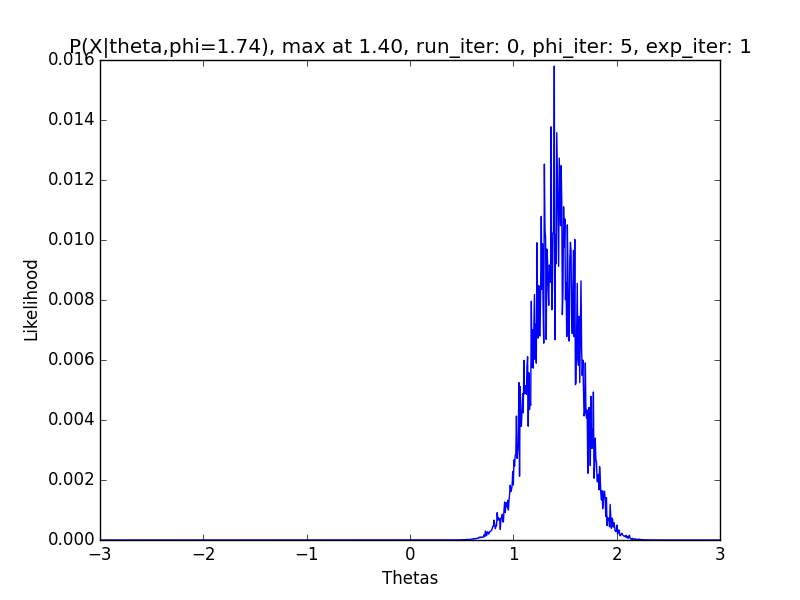 P(X|theta,phi=1.74), max at 1.40, run_iter: 0, phi_iter: 5, exp_iter: 1
0.016
0.014
0.012
0.010
0.008
0.006
0.004
0.002
0.000
Likelihood
−3 −2 −1 0 1 2 3
Thetas